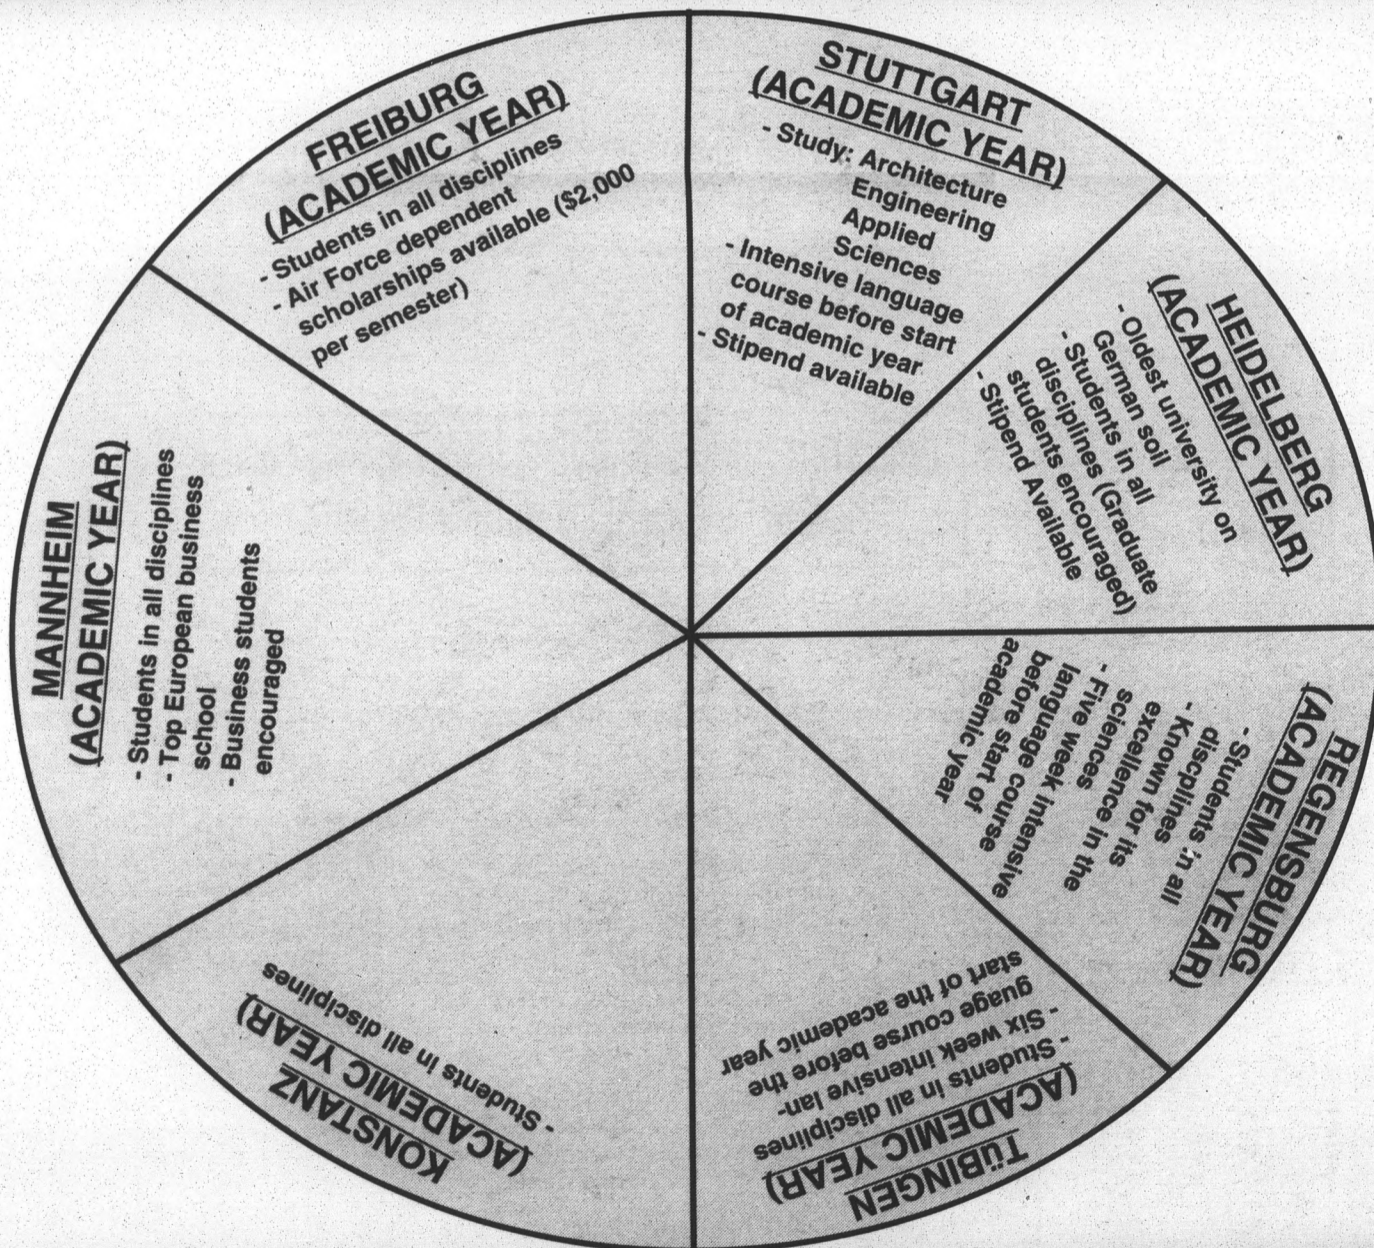 STUTTGART
(ACADEMIC YEAR)
- Study: Architecture
Engineering
Applied
Sciences
- Intensive language
course before start
of academic year
- Stipend available
HEIDELBERG
(ACADEMIC YEAR)
- Oldest university on
German soil
- Students in all
disciplines (Graduate
students encouraged)
- Stipend Available
REGENSBURG
(ACADEMIC YEAR)
- Students in all
discplines
- Known for its
excellence in the
sciences
- Five week intensive
language course
before start of
academic year
TüBINGEN
(ACADEMIC YEAR)
- Students in all disciplines
- Six week intensive lan-
guage course before the
start of the academic year
KONSTANZ
(ACADEMIC YEAR)
- Students in all disciplines
MANNHEIM
(ACADEMIC YEAR)
- Students in all disciplines
- Top European business
school
- Business students
encouraged
FREIBURG
(ACADEMIC YEAR)
- Students in all disciplines
- Air Force dependent
scholarships available ($2,000
per semester)